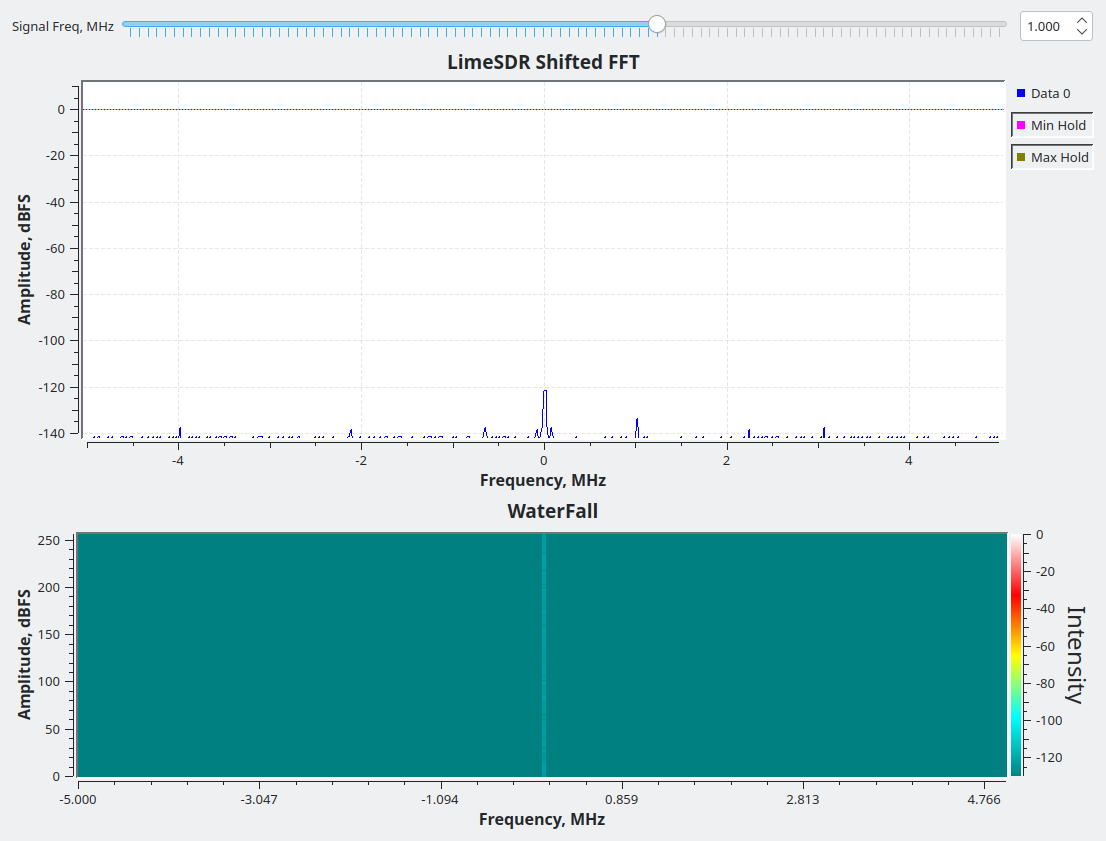 Signal Freq, MHz
1.000
LimeSDR Shifted FFT
Data 0
Min Hold
Max Hold
Amplitude, dBFS
0
-20
-40
-60
-80
-100
-120
-140
-4 -2 0 2 4
Frequency, MHz
WaterFall
Amplitude, dBFS
250
200
150
100
50
0
-5.000 -3.047 -1.094 0.859 2.813 4.766
Frequency, MHz
0
-20
-40
-60
-80
-100
-120
Intensity